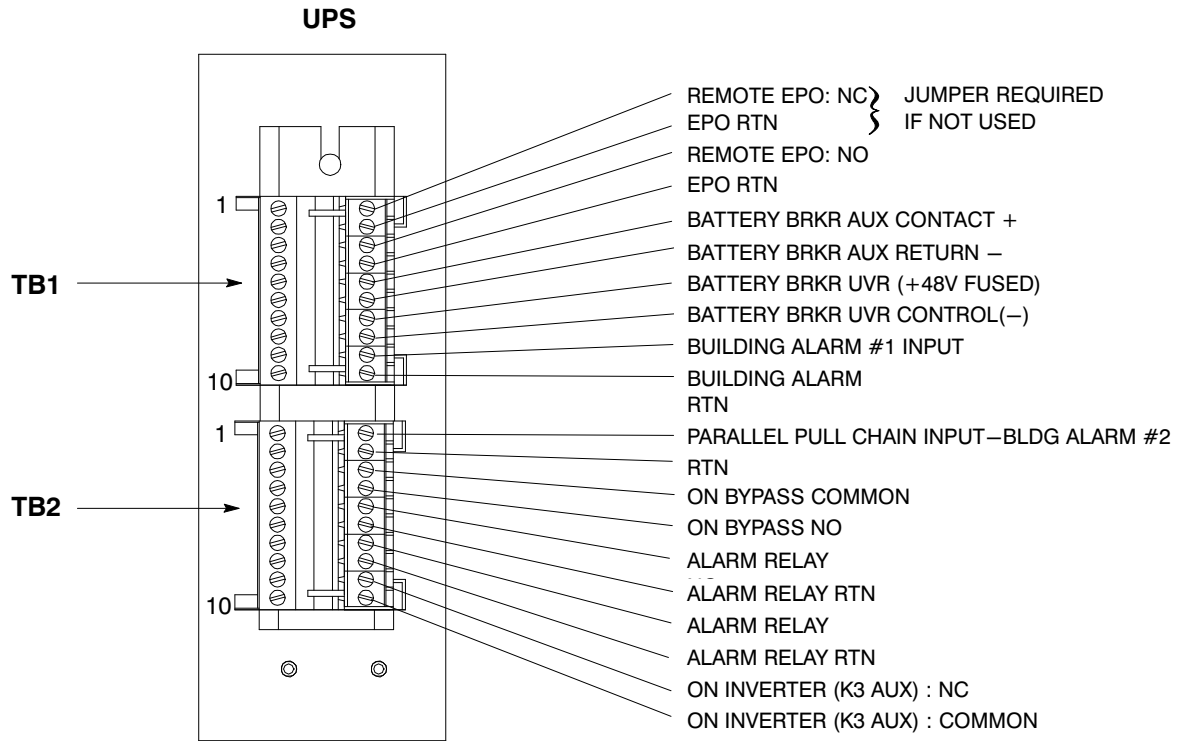 UPS
REMOTE EPO: NC
JUMPER REQUIRED
EPO RTN
IF NOT USED
REMOTE EPO: NO
EPO RTN
1
BATTERY BRKR AUX CONTACT +
BATTERY BRKR AUX RETURN −
TB1
BATTERY BRKR UVR (+48V FUSED)
BATTERY BRKR UVR CONTROL(−)
BUILDING ALARM #1 INPUT
10
BUILDING ALARM
RTN
1
PARALLEL PULL CHAIN INPUT−BLDG ALARM #2
RTN
ON BYPASS COMMON
TB2
ON BYPASS NO
ALARM RELAY
ALARM RELAY RTN
10
ALARM RELAY
ALARM RELAY RTN
ON INVERTER (K3 AUX) : NC
ON INVERTER (K3 AUX) : COMMON